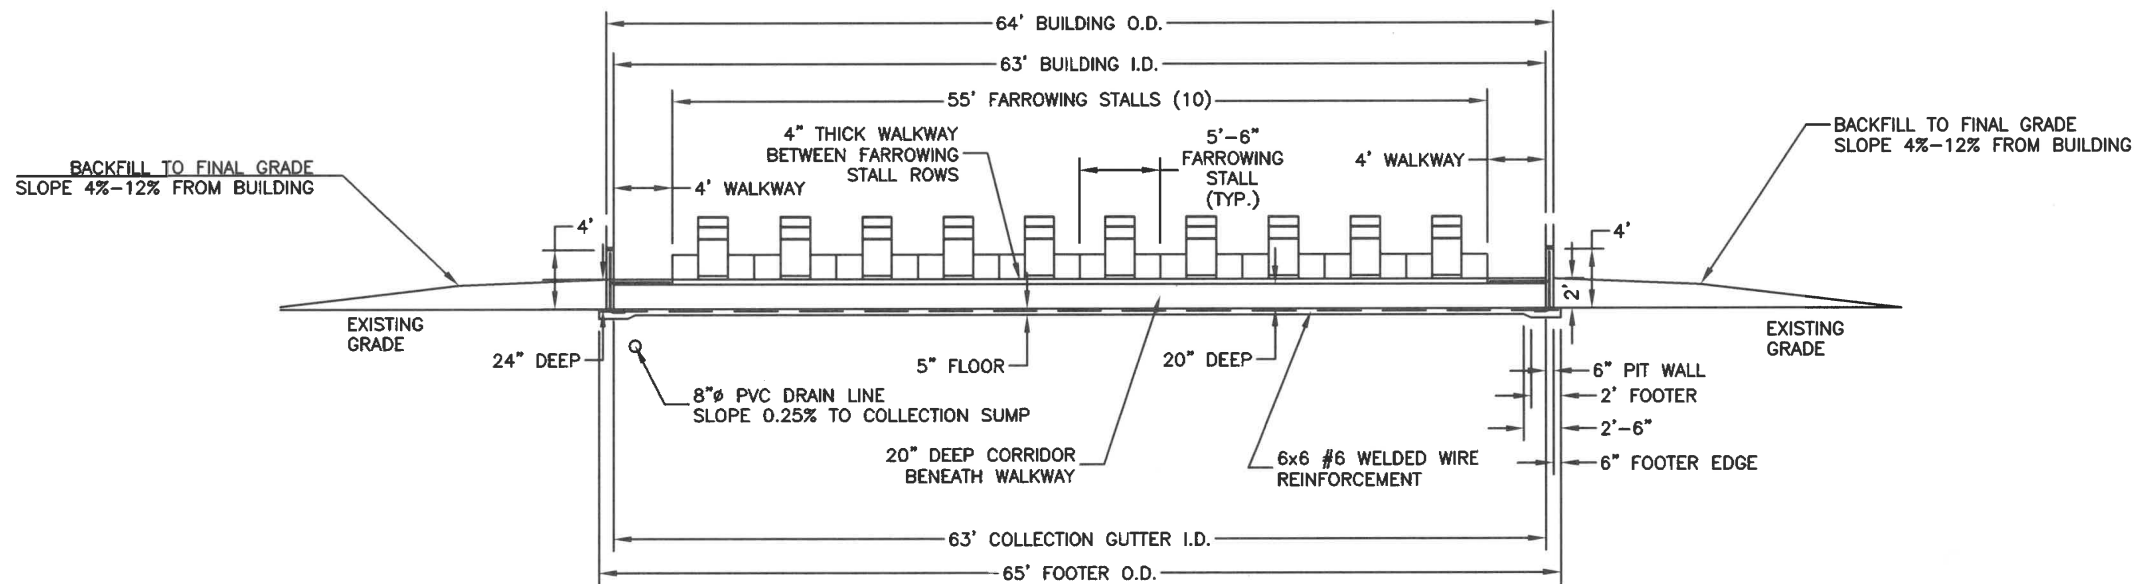 64' BUILDING O.D.
63' BUILDING I.D.
55' FARROWING STALLS (10)
4" THICK WALKWAY
BETWEEN FARROWING
STALL ROWS
5'-6"
FARROWING
STALL
(TYP.)
4' WALKWAY
BACKFILL TO FINAL GRADE
SLOPE 4%-12% FROM BUILDING
BACKFILL TO FINAL GRADE
SLOPE 4%-12% FROM BUILDING
4' WALKWAY
4'
4'
2'
EXISTING
GRADE
EXISTING
GRADE
24" DEEP
5" FLOOR
20" DEEP
6" PIT WALL
2' FOOTER
2'-6"
6" FOOTER EDGE
8"ø PVC DRAIN LINE
SLOPE 0.25% TO COLLECTION SUMP
20" DEEP CORRIDOR
BENEATH WALKWAY
6x6 #6 WELDED WIRE
REINFORCEMENT
63' COLLECTION GUTTER I.D.
65' FOOTER O.D.